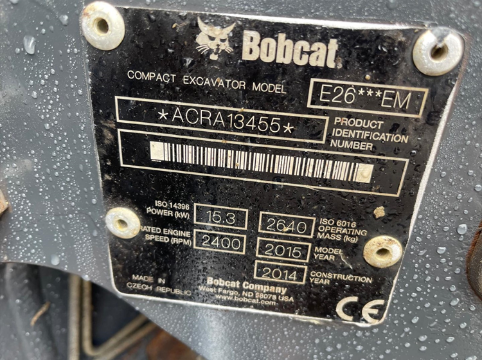 Bobcat
COMPACT EXCAVATOR MODEL E26***EM
*ACRA13455*
PRODUCT
IDENTIFICATION
NUMBER
ISO 14396
POWER (kW) 15.3
RATED ENGINE
SPEED (RPM) 2400
2640 ISO 6016
OPERATING
MASS (kg)
2015 MODEL
YEAR
2014 CONSTRUCTION
YEAR
MADE IN
CZECH REPUBLIC
Bobcat Company
West Fargo, ND 58078 USA
www.bobcat.com
CE